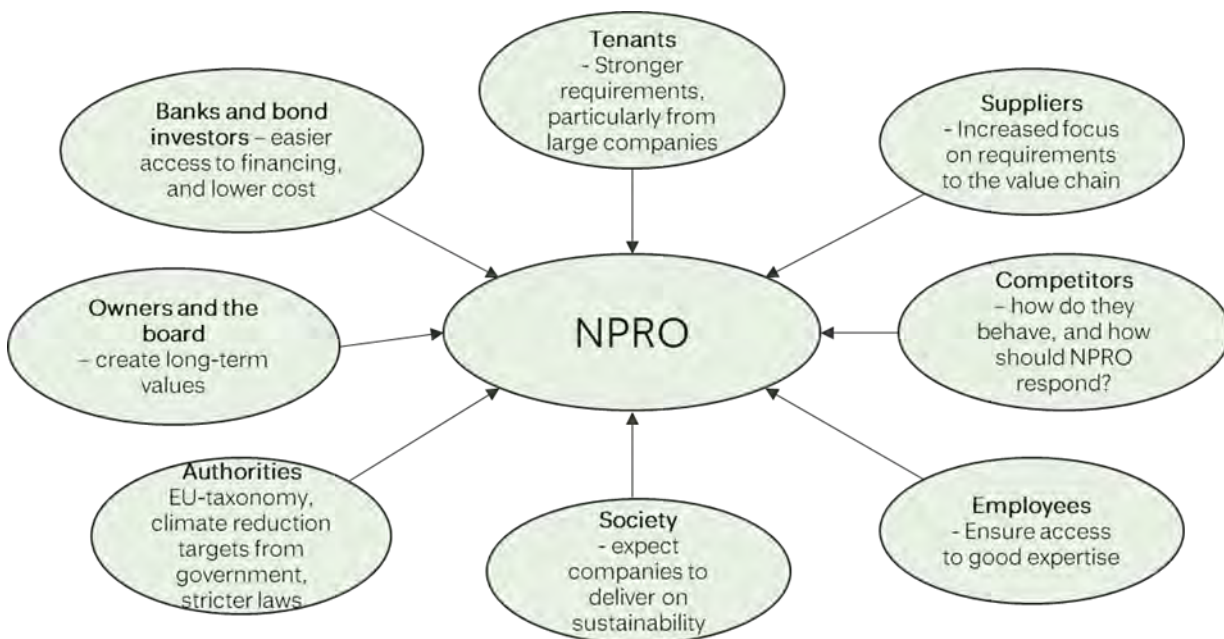 Tenants
- Stronger
requirements,
particularly from
large companies
Banks and bond
investors – easier
access to financing,
and lower cost
Suppliers
- Increased focus
on requirements
to the value chain
Owners and the
board
– create long-term
values
NPRO
Competitors
– how do they
behave, and how
should NPRO
respond?
Authorities
EU-taxonomy,
climate reduction
targets from
government,
stricter laws
Society
- expect
companies to
deliver on
sustainability
Employees
- Ensure access
to good expertise